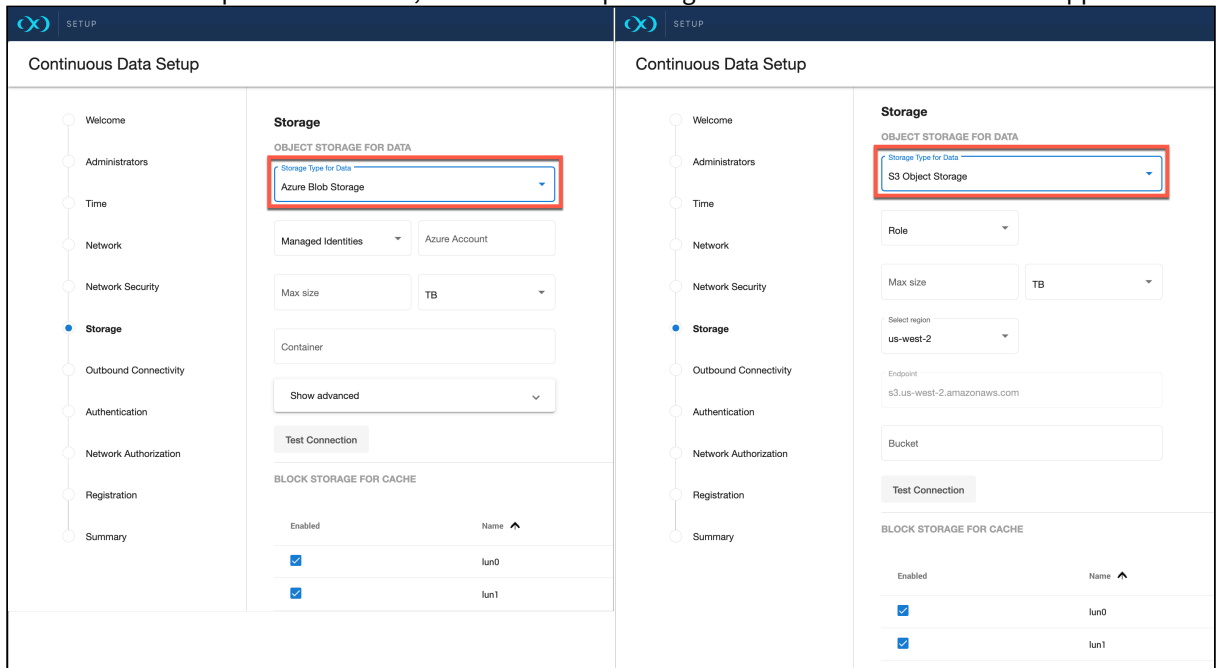 SETUP
Continuous Data Setup
Welcome
Administrators
Time
Network
Network Security
Storage
Outbound Connectivity
Authentication
Network Authorization
Registration
Summary
Storage
OBJECT STORAGE FOR DATA
Storage Type for Data
Azure Blob Storage
Managed Identities Azure Account
Max size TB
Container
Show advanced
Test Connection
BLOCK STORAGE FOR CACHE
Enabled Name
lun0
lun1
SETUP
Continuous Data Setup
Welcome
Administrators
Time
Network
Network Security
Storage
Outbound Connectivity
Authentication
Network Authorization
Registration
Summary
Storage
OBJECT STORAGE FOR DATA
Storage Type for Data
S3 Object Storage
Role
Max size TB
Select region
us-west-2
Endpoint
s3.us-west-2.amazonaws.com
Bucket
Test Connection
BLOCK STORAGE FOR CACHE
Enabled Name
lun0
lun1